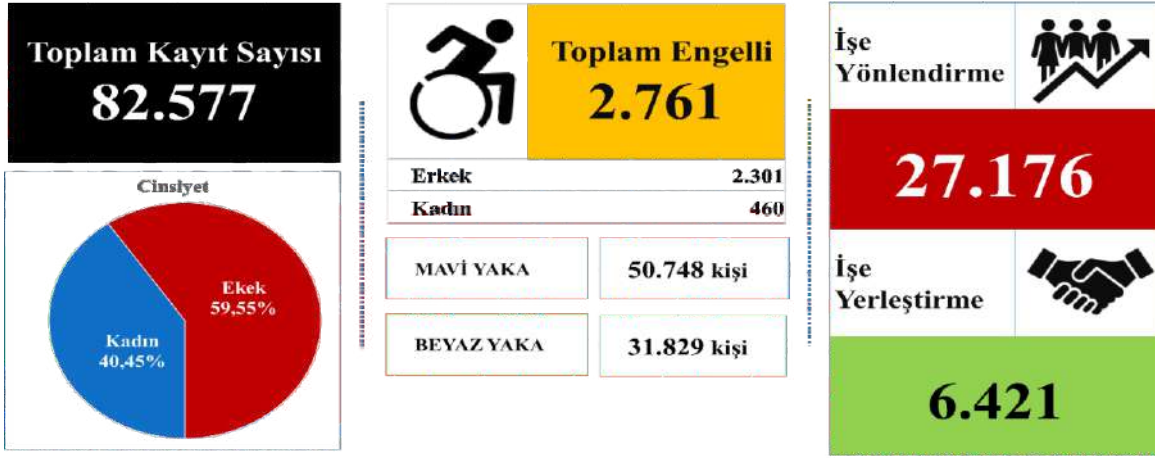 Toplam Kayıt Sayısı
82.577
Cinsiyet
Ekek
59,55%
Kadın
40,45%
Toplam Engelli
2.761
Erkek 2.301
Kadın 460
MAVİ YAKA 50.748 kişi
BEYAZ YAKA 31.829 kişi
İşe
Yönlendirme
27.176
İşe
Yerleştirme
6.421